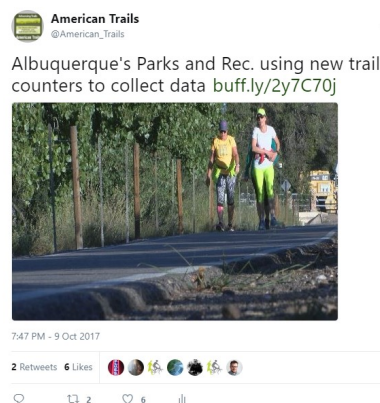 American Trails
@American_Trails
Albuquerque's Parks and Rec. using new trail
counters to collect data buff.ly/2y7C70j
7:47 PM - 9 Oct 2017
2 Retweets 6 Likes
2 6